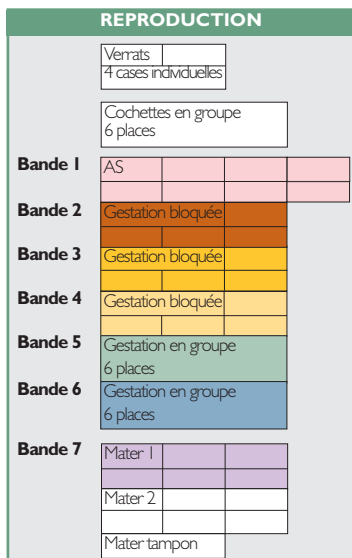 REPRODUCTION
Verrats
4 cases individuelles
Cochettes en groupe
6 places
Bande 1 AS
Bande 2 Gestation bloquée
Bande 3 Gestation bloquée
Bande 4 Gestation bloquée
Bande 5 Gestation en groupe
6 places
Bande 6 Gestation en groupe
6 places
Bande 7 Mater 1
Mater 2
Mater tampon